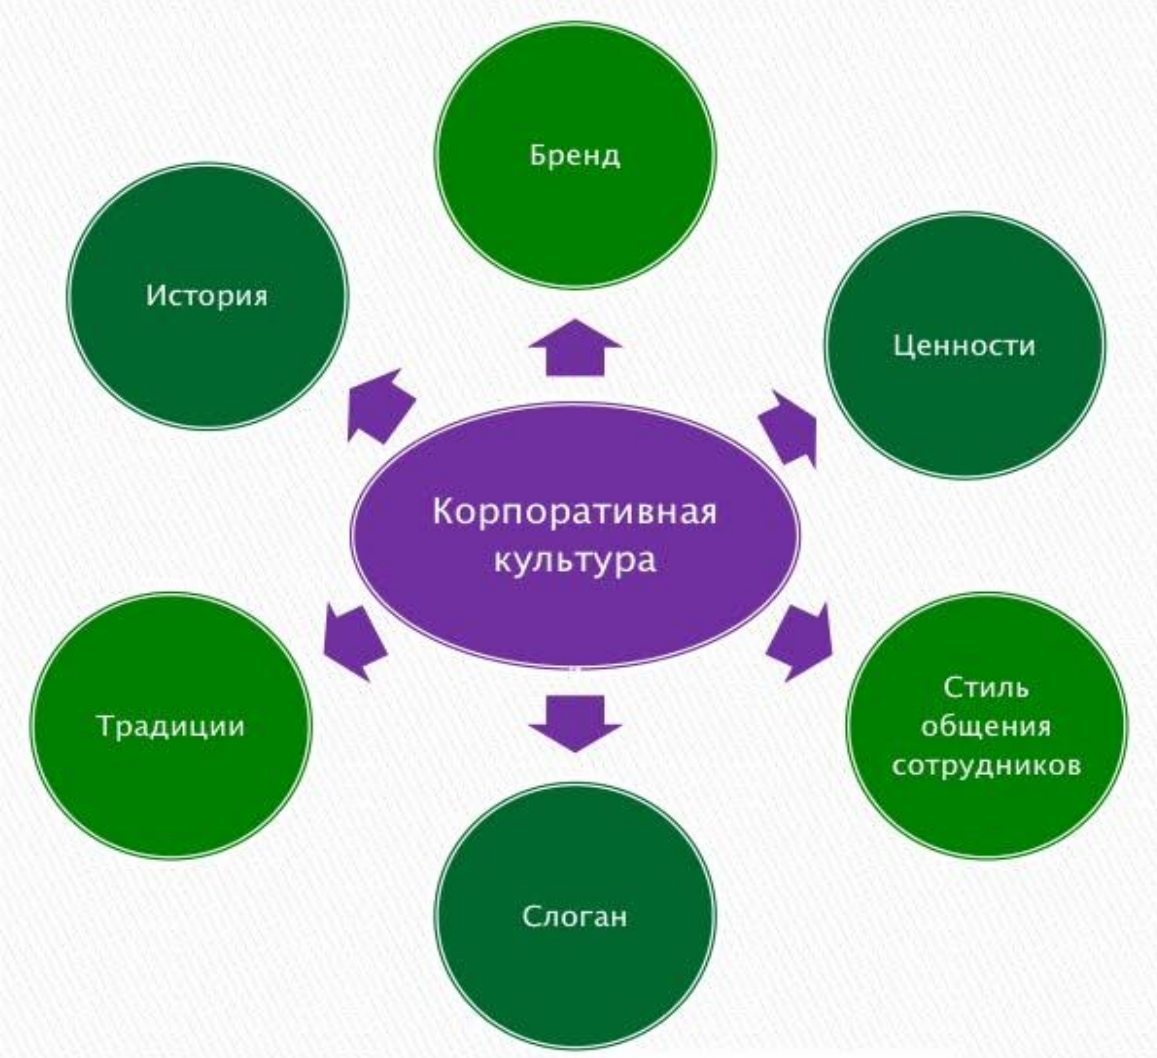 Бренд
История
Ценности
Корпоративная
культура
Традиции
Стиль
общения
сотрудников
Слоган